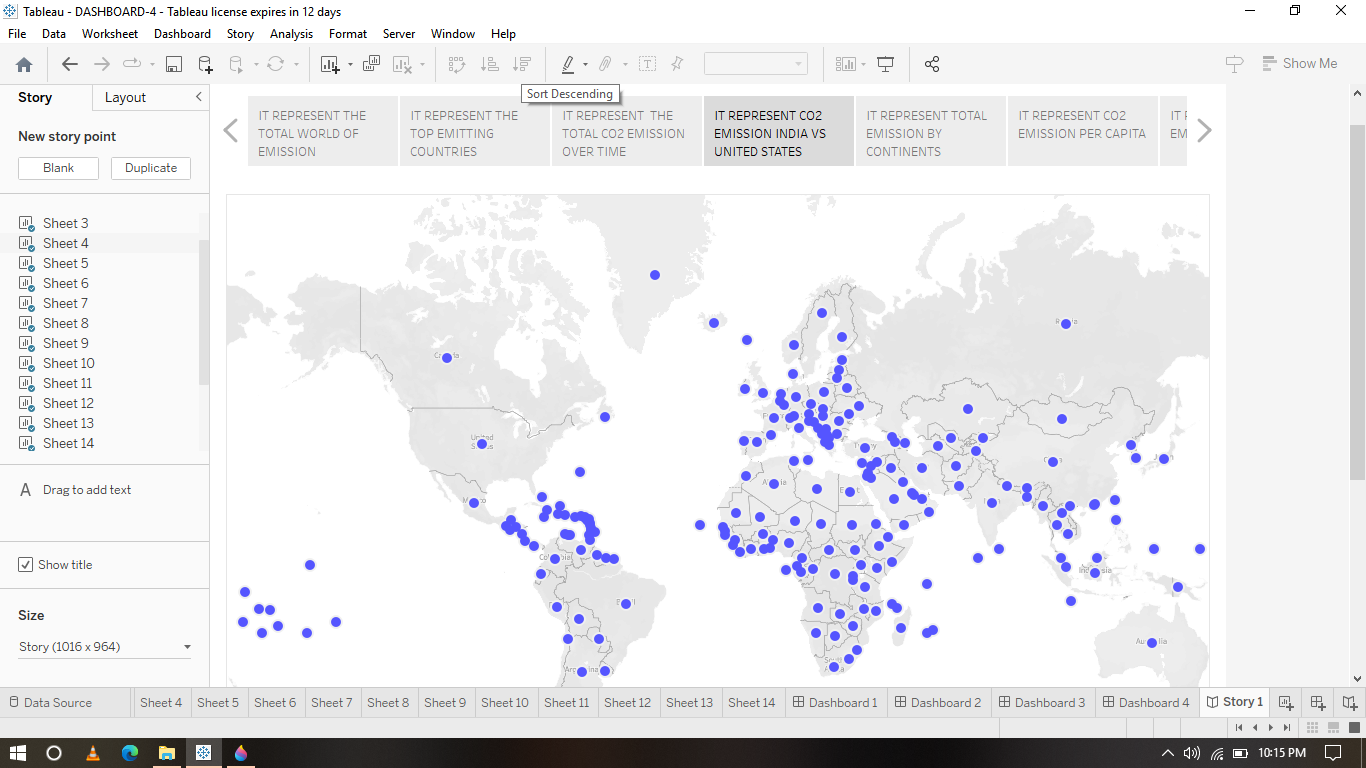 Tableau - DASHBOARD-4 - Tableau license expires in 12 days
File Data Worksheet Dashboard Story Analysis Format Server Window Help
Show Me
Sort Descending
Story Layout
New story point
Blank Duplicate
Sheet 3
Sheet 4
Sheet 5
Sheet 6
Sheet 7
Sheet 8
Sheet 9
Sheet 10
Sheet 11
Sheet 12
Sheet 13
Sheet 14
A Drag to add text
Show title
Size
Story (1016 x 964)
IT REPRESENT THE
TOTAL WORLD OF
EMISSION
IT REPRESENT THE
TOP EMITTING
COUNTRIES
IT REPRESENT THE
TOTAL CO2 EMISSION
OVER TIME
IT REPRESENT CO2
EMISSION INDIA VS
UNITED STATES
IT REPRESENT TOTAL
EMISSION BY
CONTINENTS
IT REPRESENT CO2
EMISSION PER CAPITA
United
Data Source Sheet 4 Sheet 5 Sheet 6 Sheet 7 Sheet 8 Sheet 9 Sheet 10 Sheet 11 Sheet 12 Sheet 13 Sheet 14 Dashboard 1 Dashboard 2 Dashboard 3 Dashboard 4 Story 1
10:15 PM